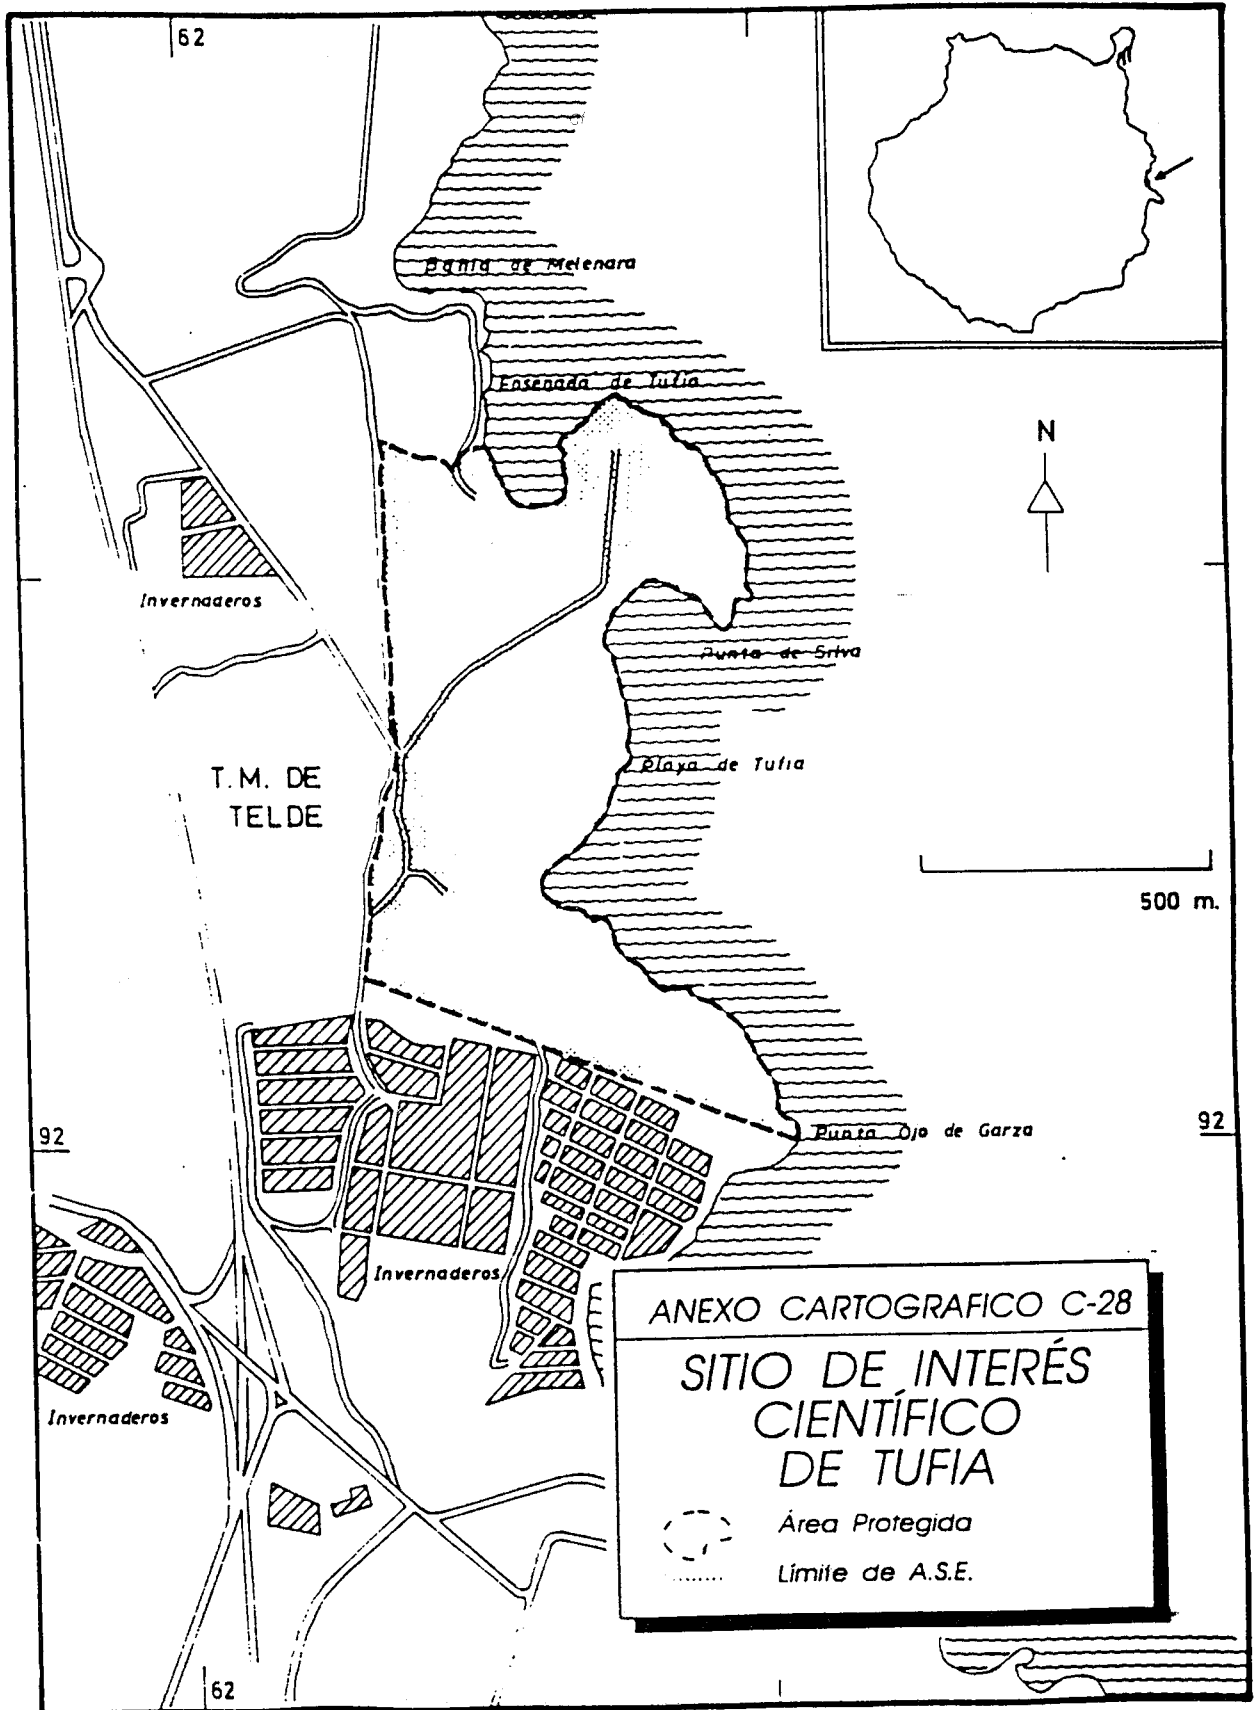 62
Bahía de Melenara
Ensenada de Tufia
N
Invernaderos
Punta de Silva
T.M. DE
TELDE
Playa de Tufia
500 m.
92
Punta Ojo de Garza
92
Invernaderos
Invernaderos
ANEXO CARTOGRAFICO C-28
SITIO DE INTERÉS
CIENTÍFICO
DE TUFIA
Área Protegida
Límite de A.S.E.
62